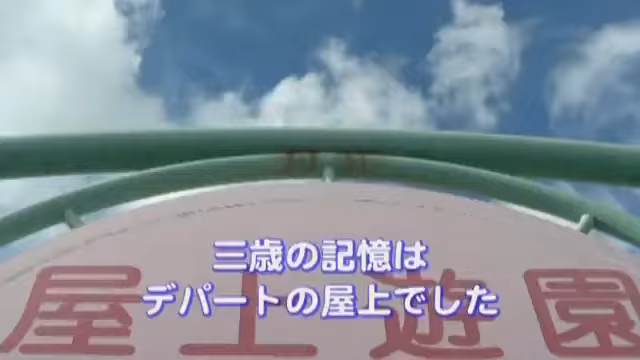 三歳の記憶は
デパートの屋上でした
屋上遊園